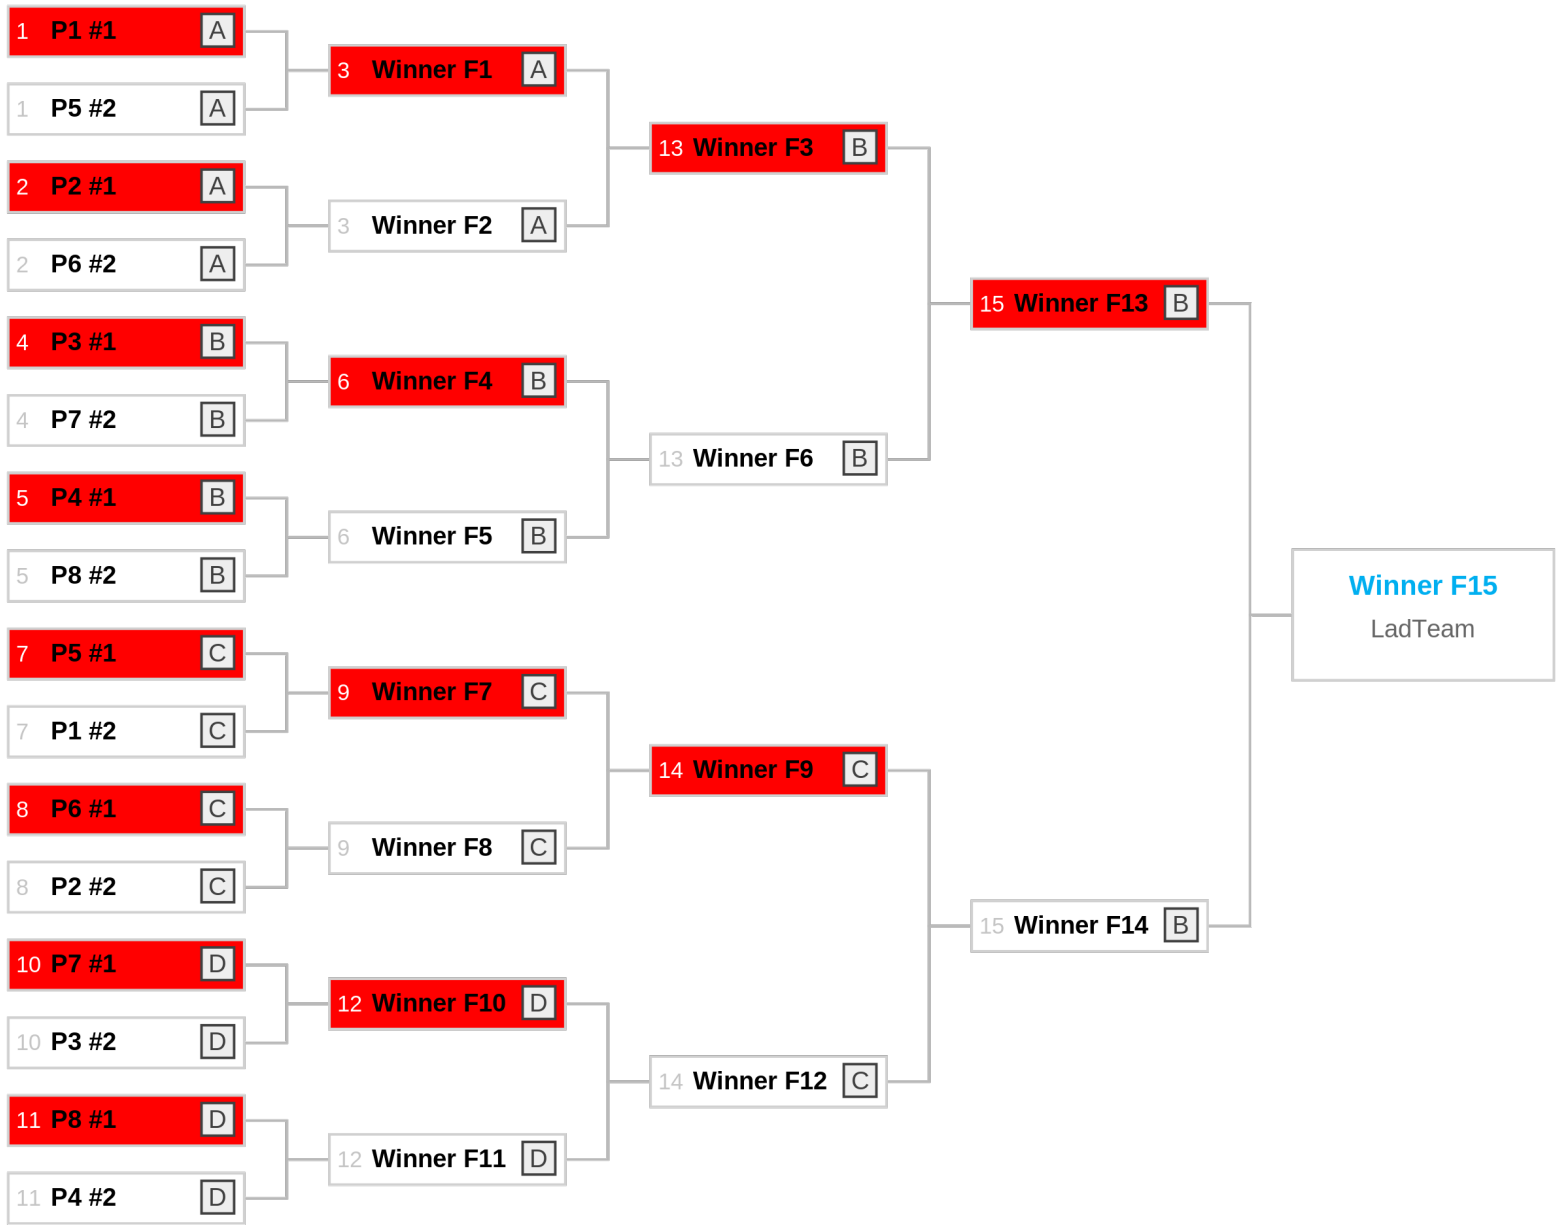 1 P1 #1 A
1 P5 #2 A
2 P2 #1 A
2 P6 #2 A
4 P3 #1 B
4 P7 #2 B
5 P4 #1 B
5 P8 #2 B
7 P5 #1 C
7 P1 #2 C
8 P6 #1 C
8 P2 #2 C
10 P7 #1 D
10 P3 #2 D
11 P8 #1 D
11 P4 #2 D
3 Winner F1 A
3 Winner F2 A
6 Winner F4 B
6 Winner F5 B
9 Winner F7 C
9 Winner F8 C
12 Winner F10 D
12 Winner F11 D
13 Winner F3 B
13 Winner F6 B
14 Winner F9 C
14 Winner F12 C
15 Winner F13 B
15 Winner F14 B
Winner F15
LadTeam